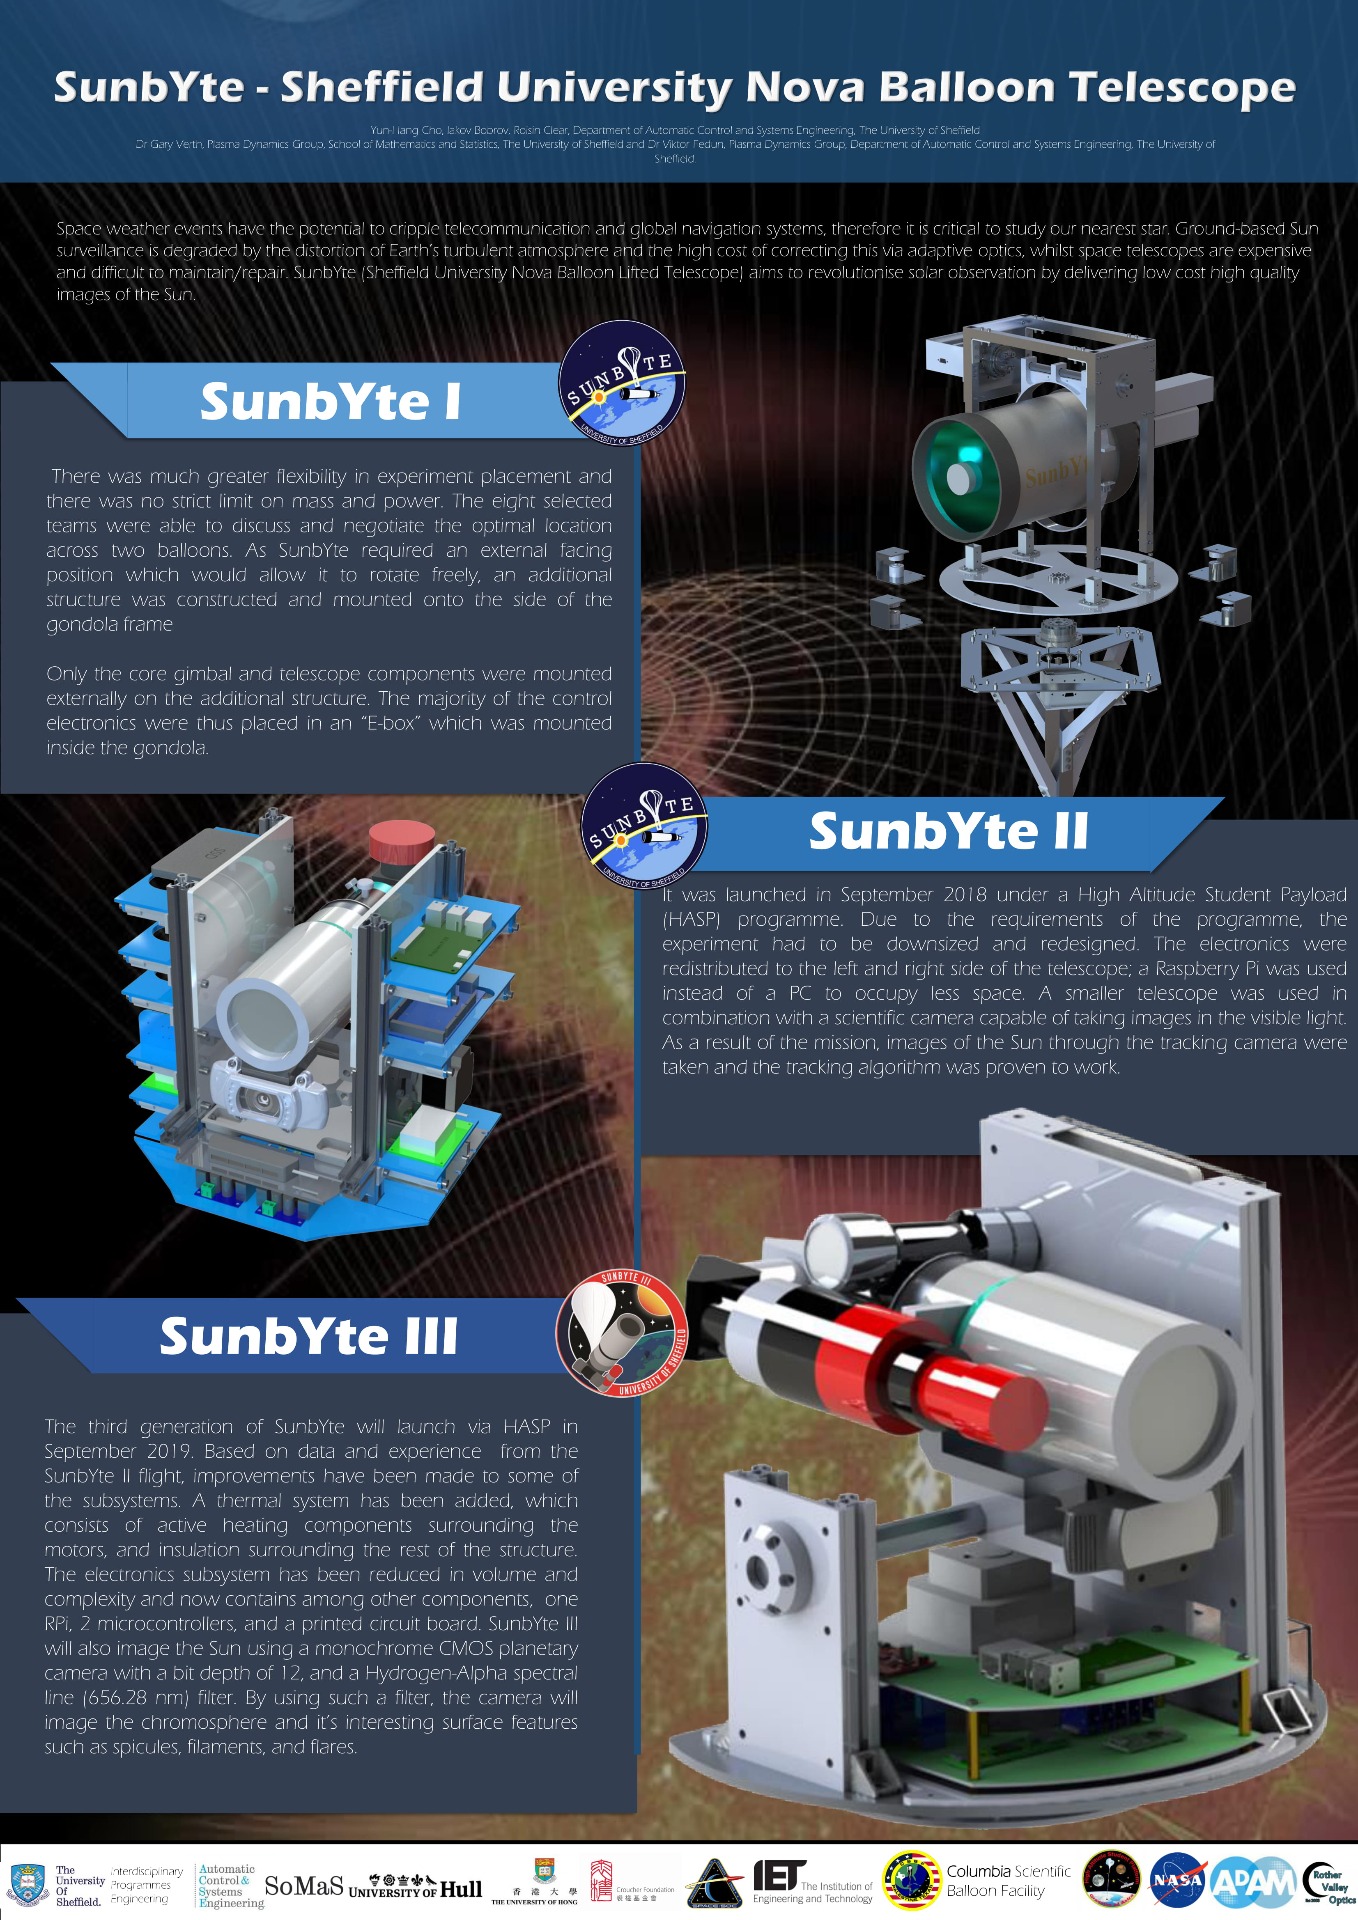 SunbYte - Sheffield University Nova Balloon Telescope
Yun-Hang Cho, Iakov Bobrov, Roisin Clear, Department of Automatic Control and Systems Engineering, The University of Sheffield
Dr Gary Verth, Plasma Dynamics Group, School of Mathematics and Statistics, The University of Sheffield and Dr Viktor Fedun, Plasma Dynamics Group, Department of Automatic Control and Systems Engineering, The University of
Sheffield
Space weather events have the potential to cripple telecommunication and global navigation systems, therefore it is critical to study our nearest star. Ground-based Sun
surveillance is degraded by the distortion of Earth's turbulent atmosphere and the high cost of correcting this via adaptive optics, whilst space telescopes are expensive
and difficult to maintain/repair. SunbYte (Sheffield University Nova Balloon Lifted Telescope) aims to revolutionise solar observation by delivering low cost high quality
images of the Sun.
SunbYte I
SUNBYTE
UNIVERSITY OF SHEFFIELD
There was much greater flexibility in experiment placement and
there was no strict limit on mass and power. The eight selected
teams were able to discuss and negotiate the optimal location
across two balloons. As SunbYte required an external facing
position which would allow it to rotate freely, an additional
structure was constructed and mounted onto the side of the
gondola frame
Only the core gimbal and telescope components were mounted
externally on the additional structure. The majority of the control
electronics were thus placed in an “E-box” which was mounted
inside the gondola.
SunbY
SUNBYTE
UNIVERSITY OF SHEFFIELD
SunbYte II
It was launched in September 2018 under a High Altitude Student Payload
(HASP) programme. Due to the requirements of the programme, the
experiment had to be downsized and redesigned. The electronics were
redistributed to the left and right side of the telescope; a Raspberry Pi was used
instead of a PC to occupy less space. A smaller telescope was used in
combination with a scientific camera capable of taking images in the visible light.
As a result of the mission, images of the Sun through the tracking camera were
taken and the tracking algorithm was proven to work.
SunbYte III
SUNBYTE III
UNIVERSITY OF SHEFFIELD
The third generation of SunbYte will launch via HASP in
September 2019. Based on data and experience from the
SunbYte II flight, improvements have been made to some of
the subsystems. A thermal system has been added, which
consists of active heating components surrounding the
motors, and insulation surrounding the rest of the structure.
The electronics subsystem has been reduced in volume and
complexity and now contains among other components, one
RPi, 2 microcontrollers, and a printed circuit board. SunbYte III
will also image the Sun using a monochrome CMOS planetary
camera with a bit depth of 12, and a Hydrogen-Alpha spectral
line (656.28 nm) filter. By using such a filter, the camera will
image the chromosphere and it's interesting surface features
such as spicules, filaments, and flares.
The
University
Of
Sheffield.
Interdisciplinary
Programmes
Engineering
Automatic
Control &
Systems
Engineering
SoMaS
UNIVERSITY OF Hull
香港大學
THE UNIVERSITY OF HONG
Croucher Foundation
裘槎基金會
IET
The Institution of
Engineering and Technology
Columbia Scientific
Balloon Facility
NASA
ADAM
Rother
Valley
Optics